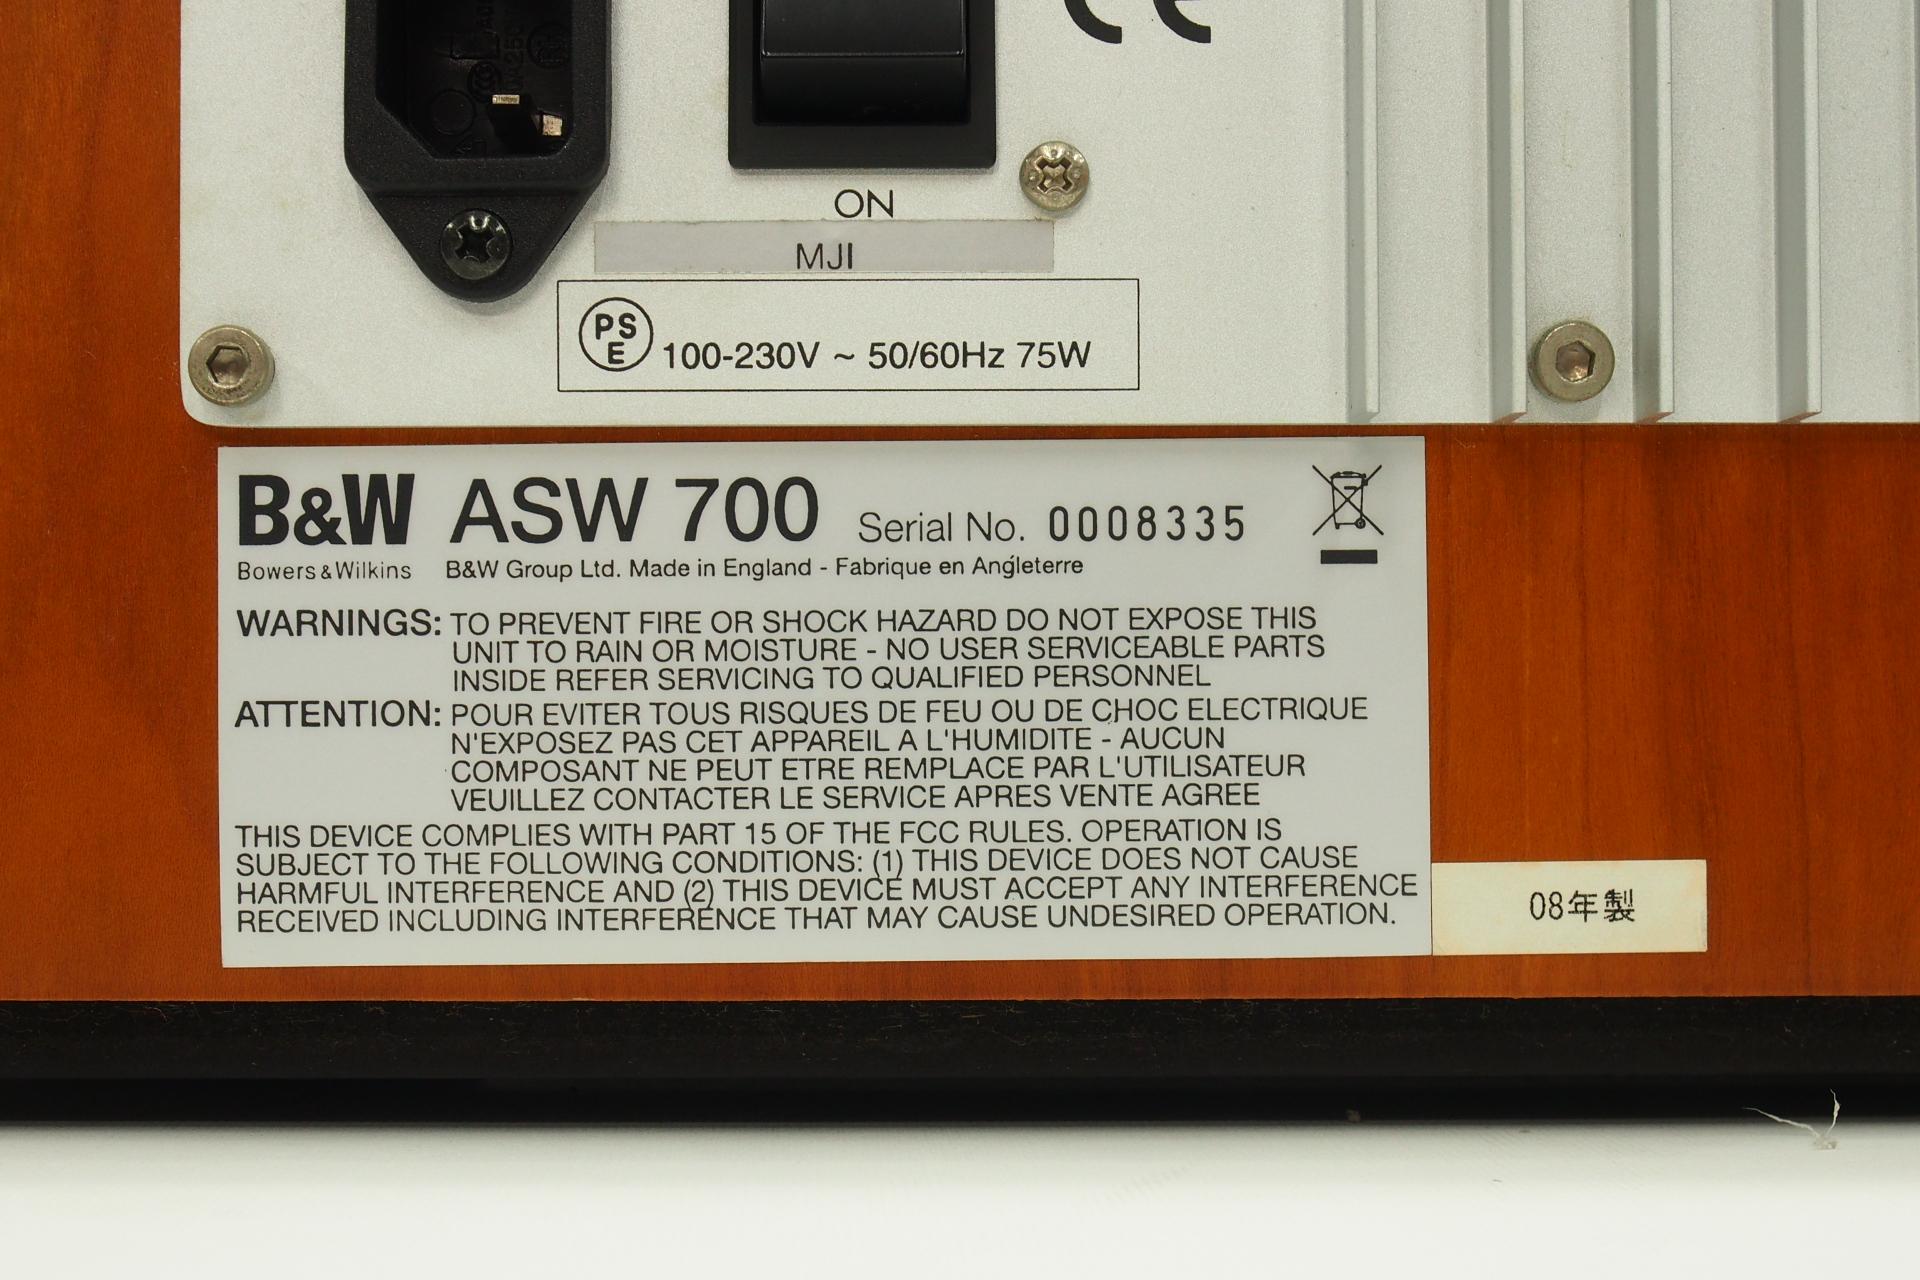 ON
MJI
PS
E
100-230V ~ 50/60Hz 75W
B&W ASW 700 Serial No. 0008335
Bowers & Wilkins B&W Group Ltd. Made in England - Fabrique en Angleterre
WARNINGS: TO PREVENT FIRE OR SHOCK HAZARD DO NOT EXPOSE THIS
UNIT TO RAIN OR MOISTURE - NO USER SERVICEABLE PARTS
INSIDE REFER SERVICING TO QUALIFIED PERSONNEL
ATTENTION: POUR EVITER TOUS RISQUES DE FEU OU DE CHOC ELECTRIQUE
N'EXPOSEZ PAS CET APPAREIL A L'HUMIDITE - AUCUN
COMPOSANT NE PEUT ETRE REMPLACE PAR L'UTILISATEUR
VEUILLEZ CONTACTER LE SERVICE APRES VENTE AGREE
THIS DEVICE COMPLIES WITH PART 15 OF THE FCC RULES. OPERATION IS
SUBJECT TO THE FOLLOWING CONDITIONS: (1) THIS DEVICE DOES NOT CAUSE
HARMFUL INTERFERENCE AND (2) THIS DEVICE MUST ACCEPT ANY INTERFERENCE
RECEIVED INCLUDING INTERFERENCE THAT MAY CAUSE UNDESIRED OPERATION.
08年製